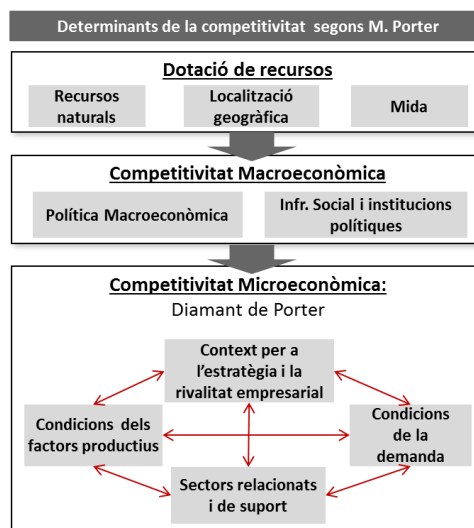 Determinants de la competitivitat segons M. Porter
Dotació de recursos
Recursos
naturals
Localització
geogràfica
Mida
Competitivitat Macroeconòmica
Política Macroeconòmica
Infr. Social i institucions
polítiques
Competitivitat Microeconòmica:
Diamant de Porter
Context per a
l'estratègia i la
rivalitat empresarial
Condicions dels
factors productius
Condicions
de la
demanda
Sectors relacionats
i de suport